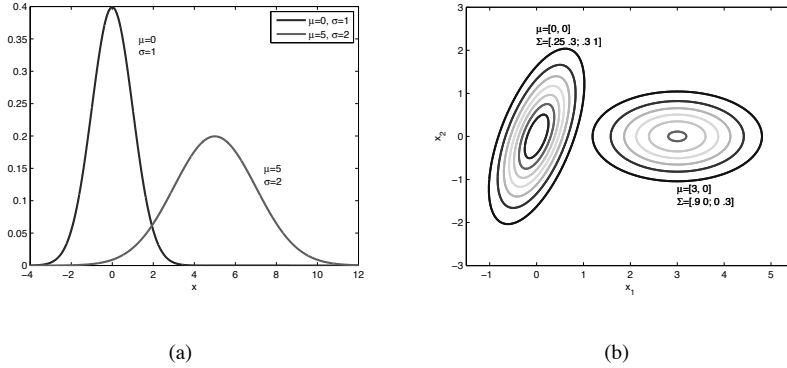 0.4
0.35
0.3
0.25
0.2
0.15
0.1
0.05
0
−4 −2 0 2 4 6 8 10 12
x
μ=0, σ=1
μ=5, σ=2
μ=0
σ=1
μ=5
σ=2
(a)
3
2
1
0
−1
−2
−3
−1 0 1 2 3 4 5
x1
x2
μ=[0, 0]
Σ=[.25 .3; .3 1]
μ=[3, 0]
Σ=[.9 0; 0 .3]
(b)